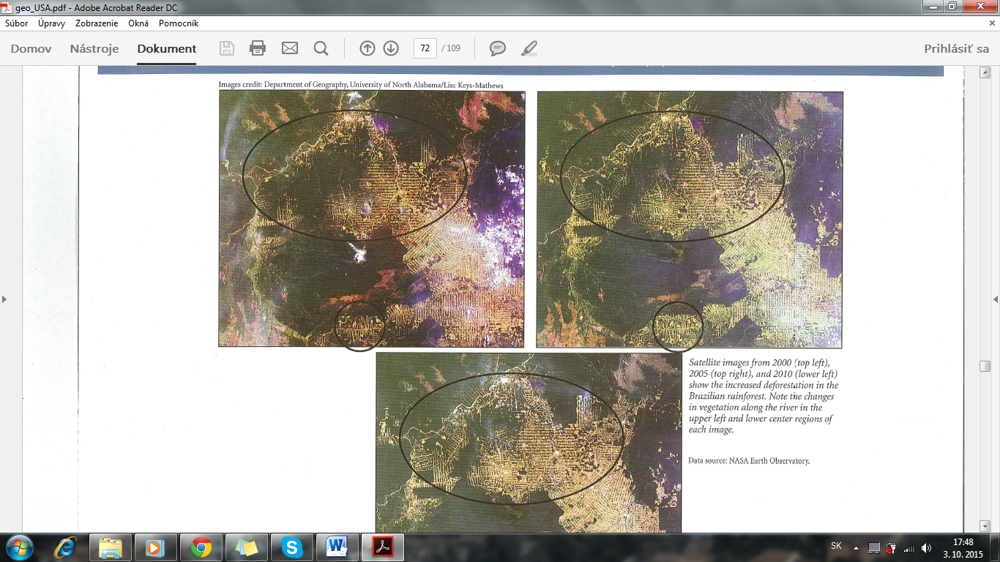 geo_USA.pdf - Adobe Acrobat Reader DC
Súbor Úpravy Zobrazenie Okná Pomocník
Domov Nástroje Dokument 72 / 109 Prihlásiť sa
Images credit: Department of Geography, University of North Alabama/Lisa Keys-Mathews
Satellite images from 2000 (top left),
2005 (top right), and 2010 (lower left)
show the increased deforestation in the
Brazilian rainforest. Note the changes
in vegetation along the river in the
upper left and lower center regions of
each image.
Data source: NASA Earth Observatory.
SK 17:48
3. 10. 2015